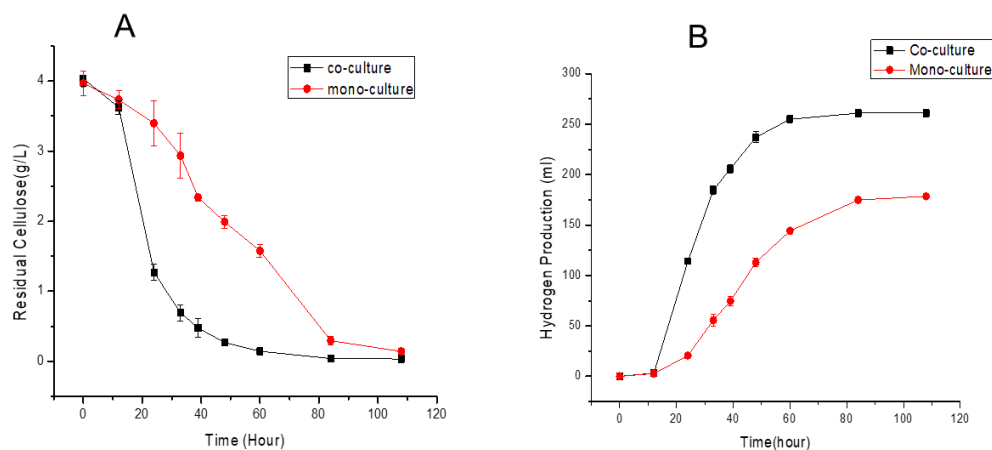 A
co-culture
mono-culture
Residual Cellulose(g/L)
4
3
2
1
0
0 20 40 60 80 100 120
Time (Hour)
B
Co-culture
Mono-culture
Hydrogen Production (ml)
300
250
200
150
100
50
0
0 20 40 60 80 100 120
Time(hour)